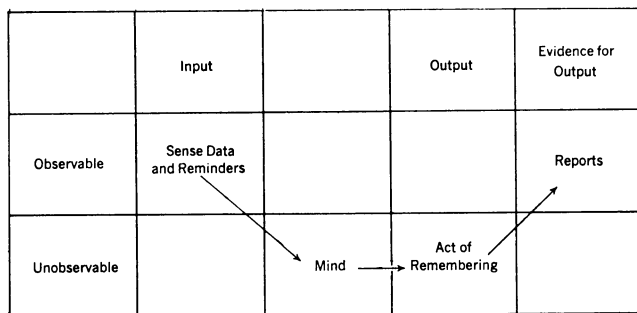 Input
Output
Evidence for
Output
Observable
Sense Data
and Reminders
Reports
Unobservable
Mind
Act of
Remembering